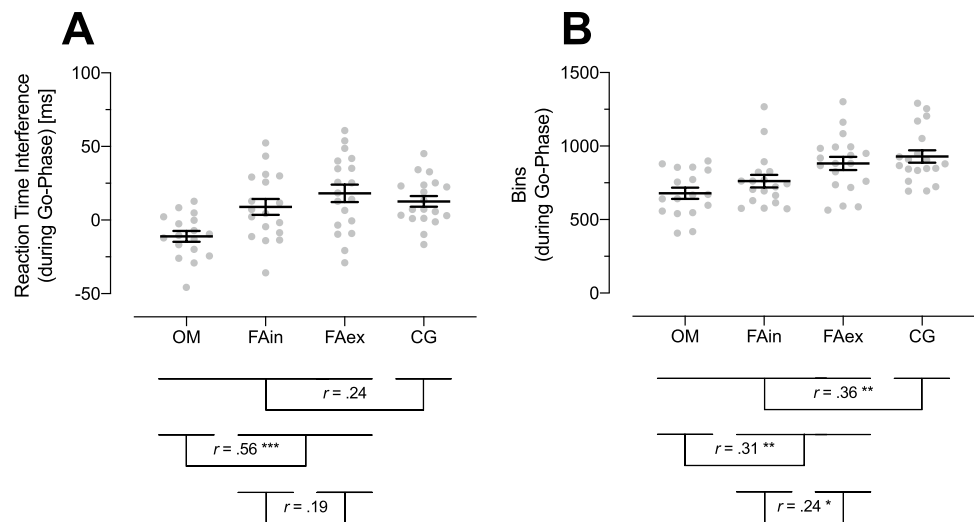 A
Reaction Time Interference
(during Go-Phase) [ms]
100
50
0
-50
OM FAin FAex CG
r = .24
r = .56 ***
r = .19
B
Bins
(during Go-Phase)
1500
1000
500
0
OM FAin FAex CG
r = .36 **
r = .31 **
r = .24 *